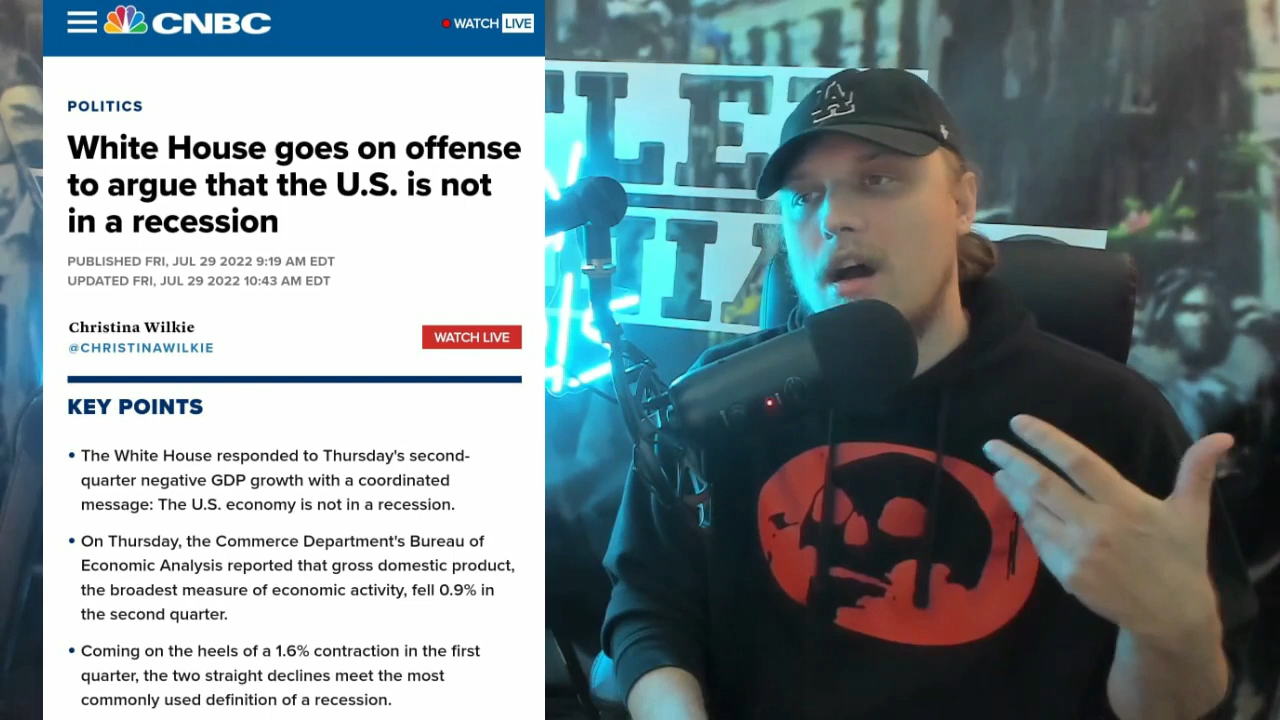 CNBC
WATCH LIVE
POLITICS
White House goes on offense
to argue that the U.S. is not
in a recession
PUBLISHED FRI, JUL 29 2022 9:19 AM EDT
UPDATED FRI, JUL 29 2022 10:43 AM EDT
Christina Wilkie
@CHRISTINAWILKIE
WATCH LIVE
KEY POINTS
• The White House responded to Thursday's second-
quarter negative GDP growth with a coordinated
message: The U.S. economy is not in a recession.
• On Thursday, the Commerce Department's Bureau of
Economic Analysis reported that gross domestic product,
the broadest measure of economic activity, fell 0.9% in
the second quarter.
• Coming on the heels of a 1.6% contraction in the first
quarter, the two straight declines meet the most
commonly used definition of a recession.
LA